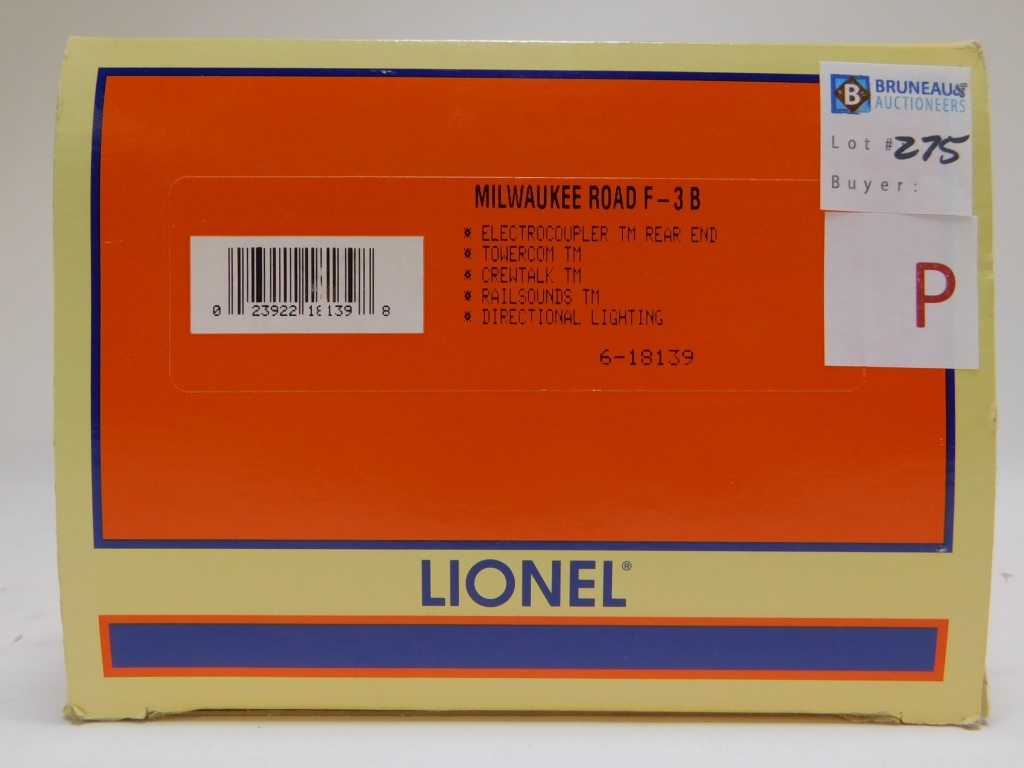 BRUNEAU &
AUCTIONEERS
Lot #275
Buyer:
P
MILWAUKEE ROAD F-3 B
ELECTROCOUPLER TM REAR END
TOWERCOM TM
CREWTALK TM
RAILSOUNDS TM
DIRECTIONAL LIGHTING
6-18139
0 23922 18139 8
LIONEL®